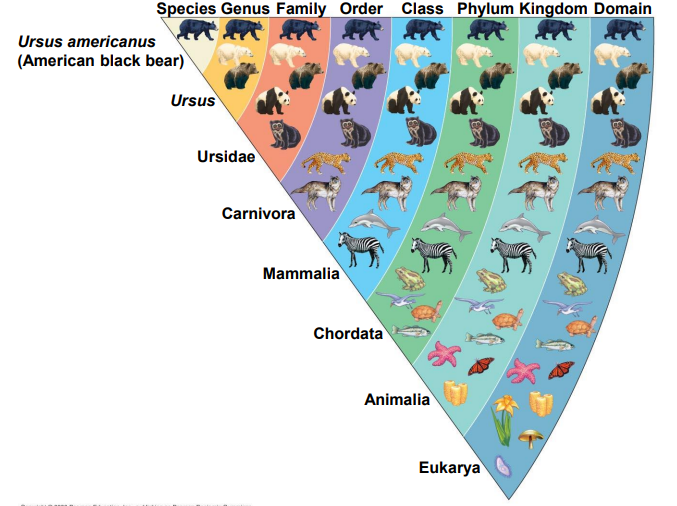 Species Genus Family Order Class Phylum Kingdom Domain
Ursus americanus
(American black bear)
Ursus
Ursidae
Carnivora
Mammalia
Chordata
Animalia
Eukarya